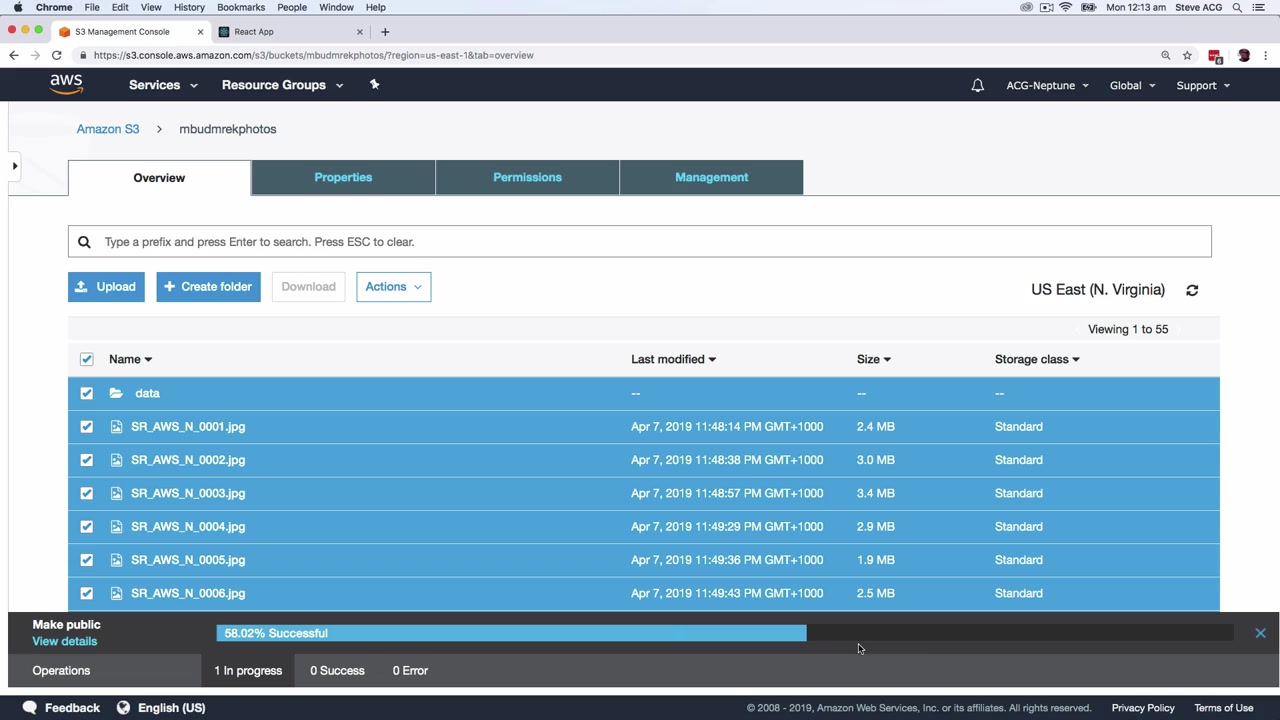 Chrome File Edit View History Bookmarks People Window Help Mon 12:13 am Steve ACG
S3 Management Console React App
https://s3.console.aws.amazon.com/s3/buckets/mbudmrekphotos/?region=us-east-1&tab=overview
aws Services Resource Groups ACG-Neptune Global Support
Amazon S3 > mbudmrekphotos
Overview Properties Permissions Management
Type a prefix and press Enter to search. Press ESC to clear.
Upload + Create folder Download Actions US East (N. Virginia)
Viewing 1 to 55
Name Last modified Size Storage class
data -- -- --
SR_AWS_N_0001.jpg Apr 7, 2019 11:48:14 PM GMT+1000 2.4 MB Standard
SR_AWS_N_0002.jpg Apr 7, 2019 11:48:38 PM GMT+1000 3.0 MB Standard
SR_AWS_N_0003.jpg Apr 7, 2019 11:48:57 PM GMT+1000 3.4 MB Standard
SR_AWS_N_0004.jpg Apr 7, 2019 11:49:29 PM GMT+1000 2.9 MB Standard
SR_AWS_N_0005.jpg Apr 7, 2019 11:49:36 PM GMT+1000 1.9 MB Standard
SR_AWS_N_0006.jpg Apr 7, 2019 11:49:43 PM GMT+1000 2.5 MB Standard
Make public
58.02% Successful
View details
Operations 1 In progress 0 Success 0 Error
Feedback English (US) © 2008 - 2019, Amazon Web Services, Inc. or its affiliates. All rights reserved. Privacy Policy Terms of Use